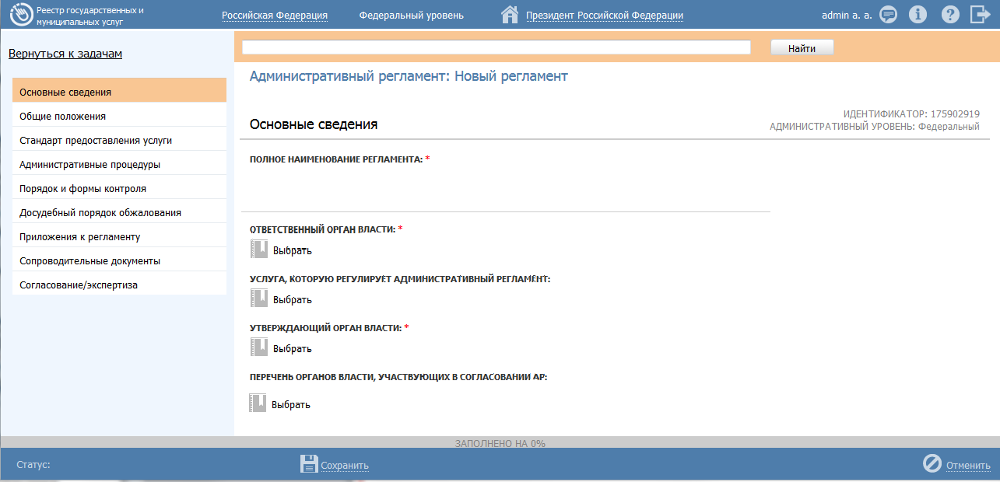 Реестр государственных и
муниципальных услуг
Российская Федерация
Федеральный уровень
Президент Российской Федерации
admin a. a.
Вернуться к задачам
Найти
Основные сведения
Общие положения
Стандарт предоставления услуги
Административные процедуры
Порядок и формы контроля
Досудебный порядок обжалования
Приложения к регламенту
Сопроводительные документы
Согласование/экспертиза
Административный регламент: Новый регламент
Основные сведения
ИДЕНТИФИКАТОР: 175902919
АДМИНИСТРАТИВНЫЙ УРОВЕНЬ: Федеральный
ПОЛНОЕ НАИМЕНОВАНИЕ РЕГЛАМЕНТА: *
ОТВЕТСТВЕННЫЙ ОРГАН ВЛАСТИ: *
Выбрать
УСЛУГА, КОТОРУЮ РЕГУЛИРУЕТ АДМИНИСТРАТИВНЫЙ РЕГЛАМЕНТ:
Выбрать
УТВЕРЖДАЮЩИЙ ОРГАН ВЛАСТИ: *
Выбрать
ПЕРЕЧЕНЬ ОРГАНОВ ВЛАСТИ, УЧАСТВУЮЩИХ В СОГЛАСОВАНИИ АР:
Выбрать
ЗАПОЛНЕНО НА 0%
Статус:
Сохранить
Отменить